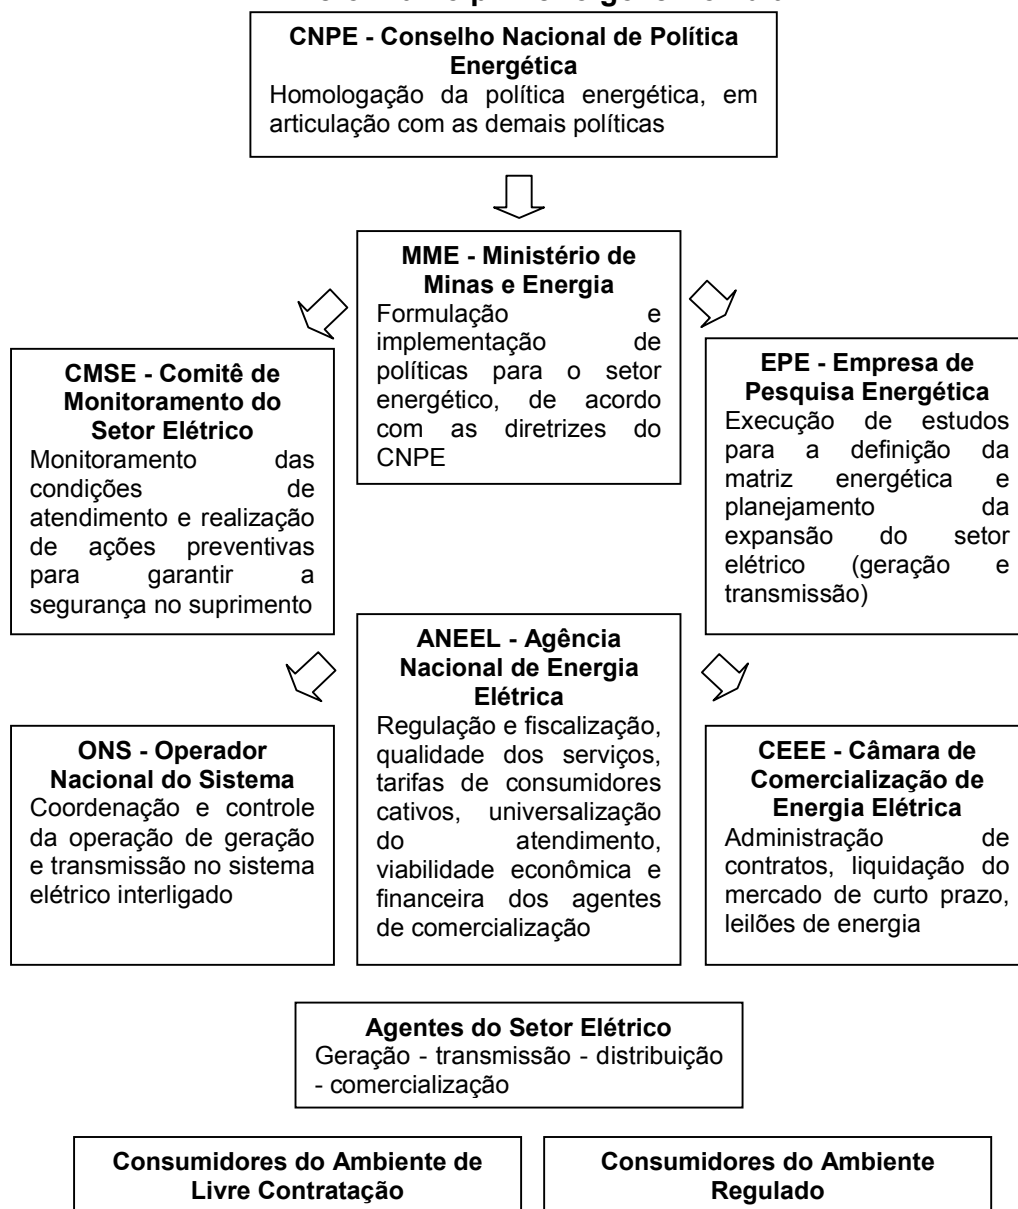 CNPE - Conselho Nacional de Política
Energética
Homologação da política energética, em
articulação com as demais políticas
MME - Ministério de
Minas e Energia
Formulação e
implementação de
políticas para o setor
energético, de acordo
com as diretrizes do
CNPE
CMSE - Comitê de
Monitoramento do
Setor Elétrico
Monitoramento das
condições de
atendimento e realização
de ações preventivas
para garantir a
segurança no suprimento
EPE - Empresa de
Pesquisa Energética
Execução de estudos
para a definição da
matriz energética e
planejamento da
expansão do setor
elétrico (geração e
transmissão)
ANEEL - Agência
Nacional de Energia
Elétrica
Regulação e fiscalização,
qualidade dos serviços,
tarifas de consumidores
cativos, universalização
do atendimento,
viabilidade econômica e
financeira dos agentes
de comercialização
ONS - Operador
Nacional do Sistema
Coordenação e controle
da operação de geração
e transmissão no sistema
elétrico interligado
CEEE - Câmara de
Comercialização de
Energia Elétrica
Administração de
contratos, liquidação do
mercado de curto prazo,
leilões de energia
Agentes do Setor Elétrico
Geração - transmissão - distribuição
- comercialização
Consumidores do Ambiente de
Livre Contratação
Consumidores do Ambiente
Regulado